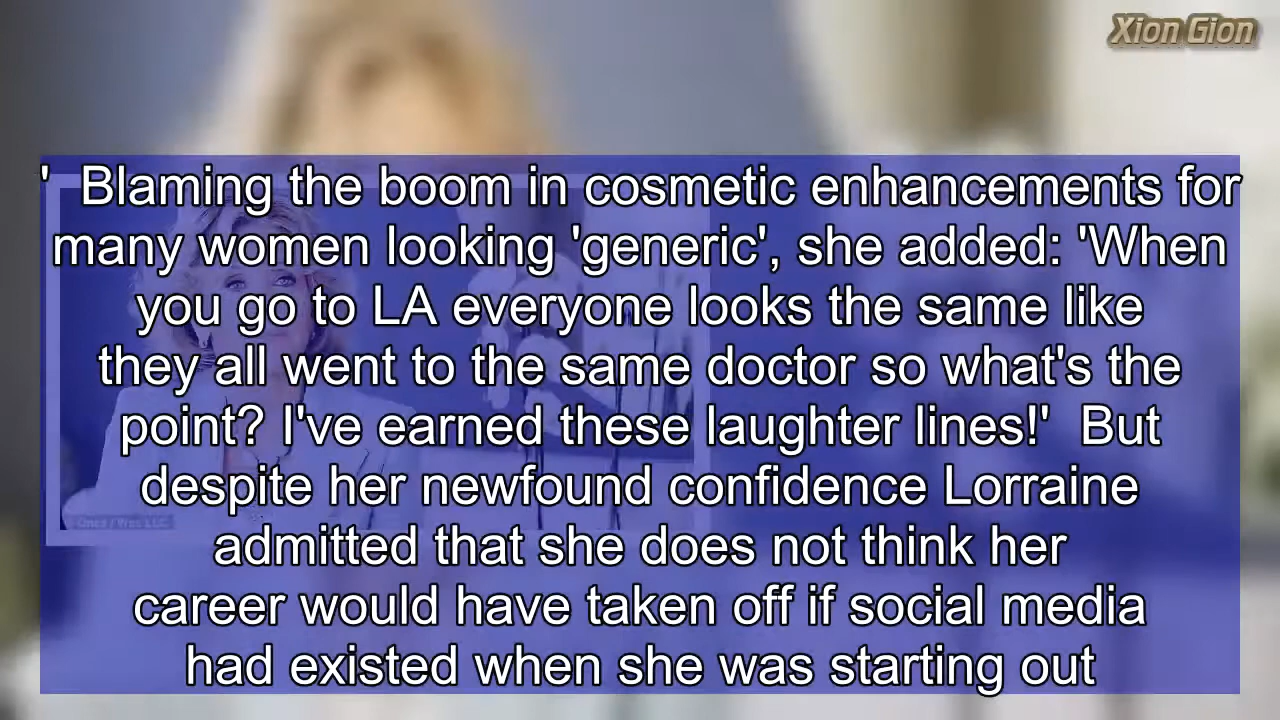 Xion Gion
'  Blaming the boom in cosmetic enhancements for
many women looking 'generic', she added: 'When
you go to LA everyone looks the same like
they all went to the same doctor so what's the
point? I've earned these laughter lines!'  But
despite her newfound confidence Lorraine
admitted that she does not think her
career would have taken off if social media
had existed when she was starting out